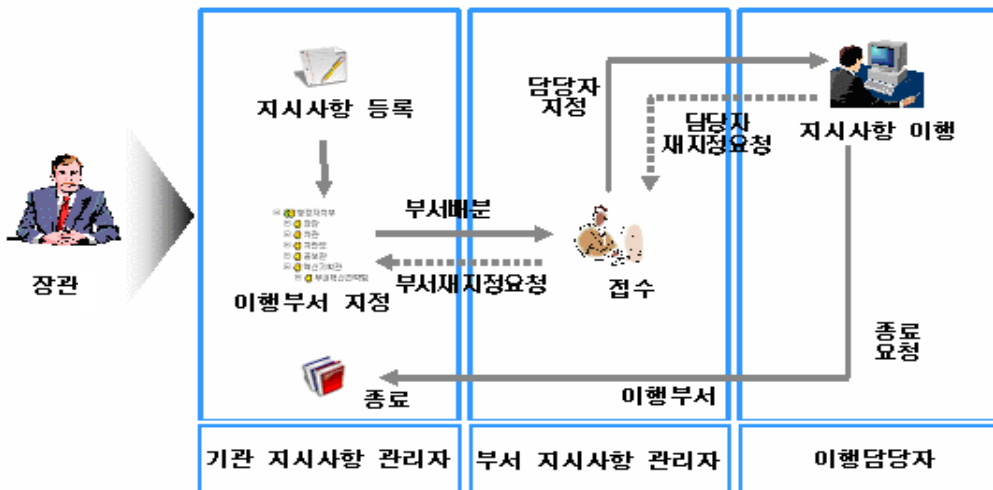 지시사항 등록
담당자
지정
담당자
재지정요청
지시사항 이행
장관
부서배분
부서재지정요청
이행부서 지정
접수
종료
요청
종료
이행부서
기관 지시사항 관리자
부서 지시사항 관리자
이행담당자